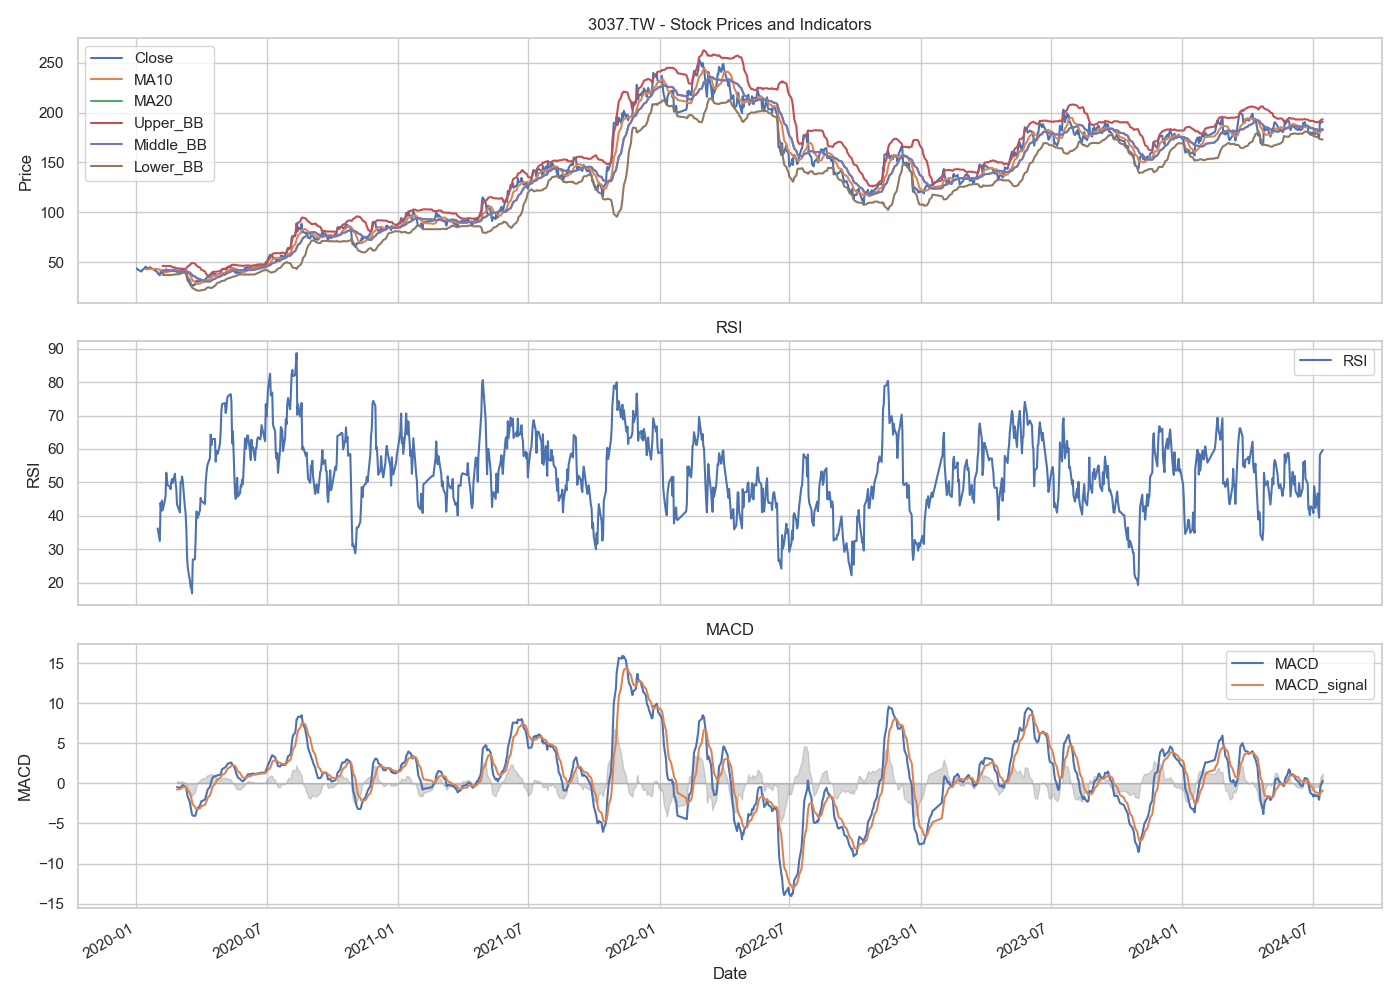 3037.TW - Stock Prices and Indicators
Close
MA10
MA20
Upper_BB
Middle_BB
Lower_BB
Price
250
200
150
100
50
RSI
RSI
RSI
90
80
70
60
50
40
30
20
MACD
MACD
MACD_signal
MACD
15
10
5
0
−5
−10
−15
2020-01
2020-07
2021-01
2021-07
2022-01
2022-07
2023-01
2023-07
2024-01
2024-07
Date